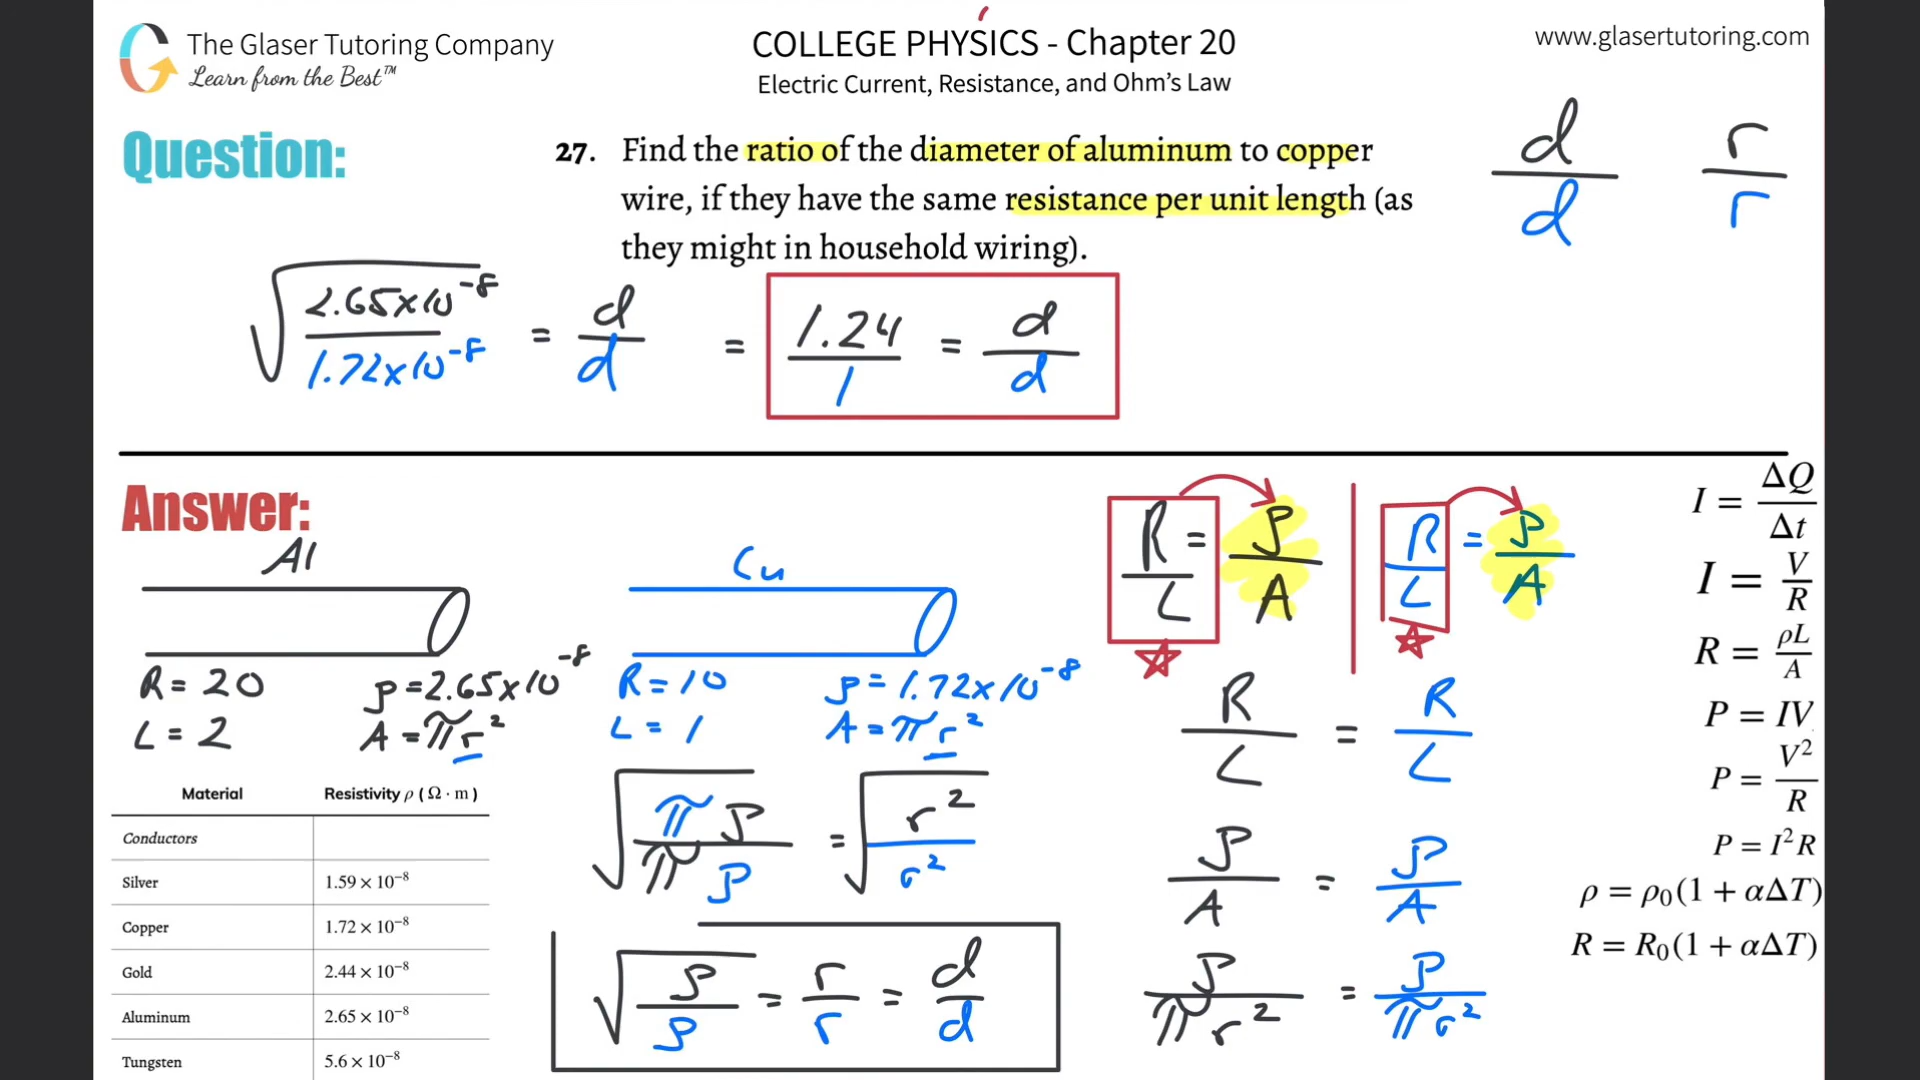 The Glaser Tutoring Company
Learn from the Best™
COLLEGE PHYSICS - Chapter 20
Electric Current, Resistance, and Ohm's Law
www.glasertutoring.com
Question:
27. Find the ratio of the diameter of aluminum to copper
wire, if they have the same resistance per unit length (as
they might in household wiring).
d/d r/r
√(2.65x10⁻⁸/1.72x10⁻⁸) = d/d = 1.24/1 = d/d
Answer:
Al
R = 20 ρ = 2.65x10⁻⁸
L = 2 A = πr²
Cu
R = 10 ρ = 1.72x10⁻⁸
L = 1 A = πr²
R/L = ρ/A
R/L = ρ/A
R/L = R/L
ρ/A = ρ/A
ρ/πr² = ρ/πr²
√(πρ/πρ) = √(r²/r²)
√(ρ/ρ) = r/r = d/d
Material Resistivity ρ ( Ω · m )
Conductors
Silver 1.59 × 10⁻⁸
Copper 1.72 × 10⁻⁸
Gold 2.44 × 10⁻⁸
Aluminum 2.65 × 10⁻⁸
Tungsten 5.6 × 10⁻⁸
I = ΔQ/Δt
I = V/R
R = ρL/A
P = IV
P = V²/R
P = I²R
ρ = ρ₀(1 + αΔT)
R = R₀(1 + αΔT)